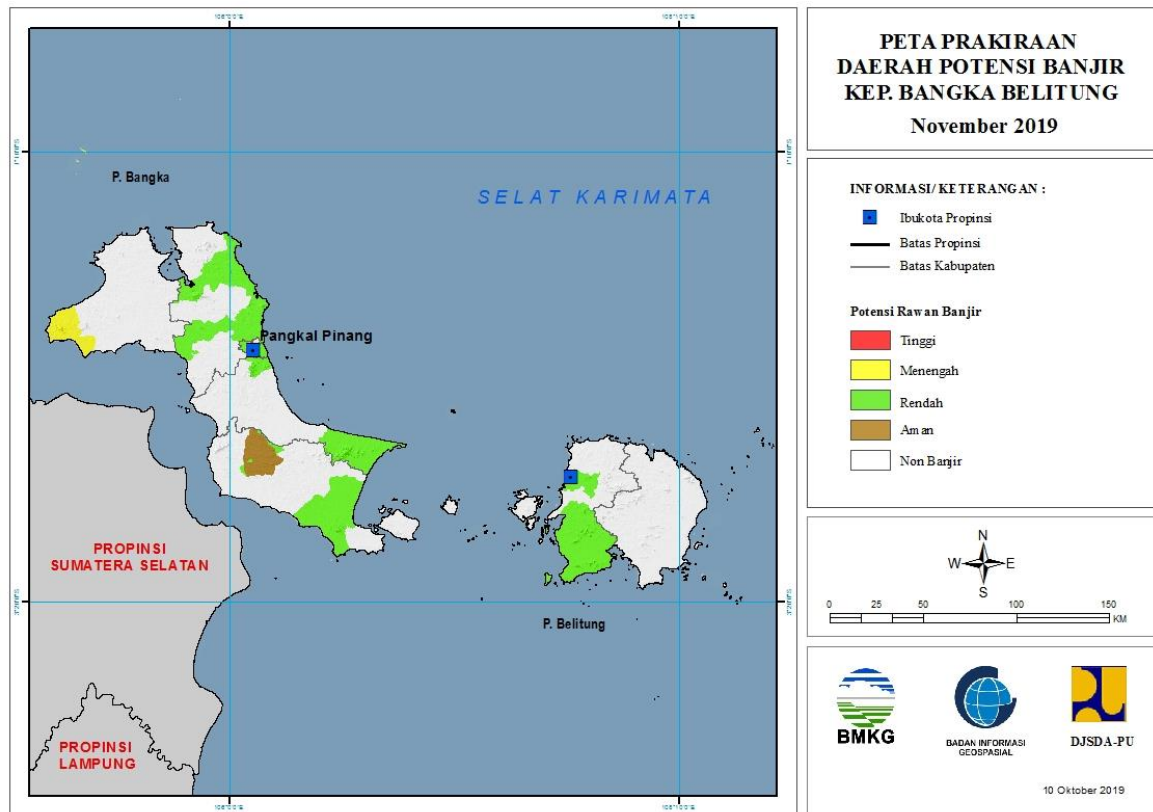 P. Bangka
SELAT KARIMATA
Pangkal Pinang
PROPINSI
SUMATERA SELATAN
P. Belitung
PROPINSI
LAMPUNG
PETA PRAKIRAAN
DAERAH POTENSI BANJIR
KEP. BANGKA BELITUNG
November 2019
INFORMASI/ KETERANGAN :
Ibukota Propinsi
Batas Propinsi
Batas Kabupaten
Potensi Rawan Banjir
Tinggi
Menengah
Rendah
Aman
Non Banjir
N
W E
S
0 25 50 100 150
KM
BMKG
BADAN INFORMASI
GEOSPASIAL
DJSDA-PU
10 Oktober 2019